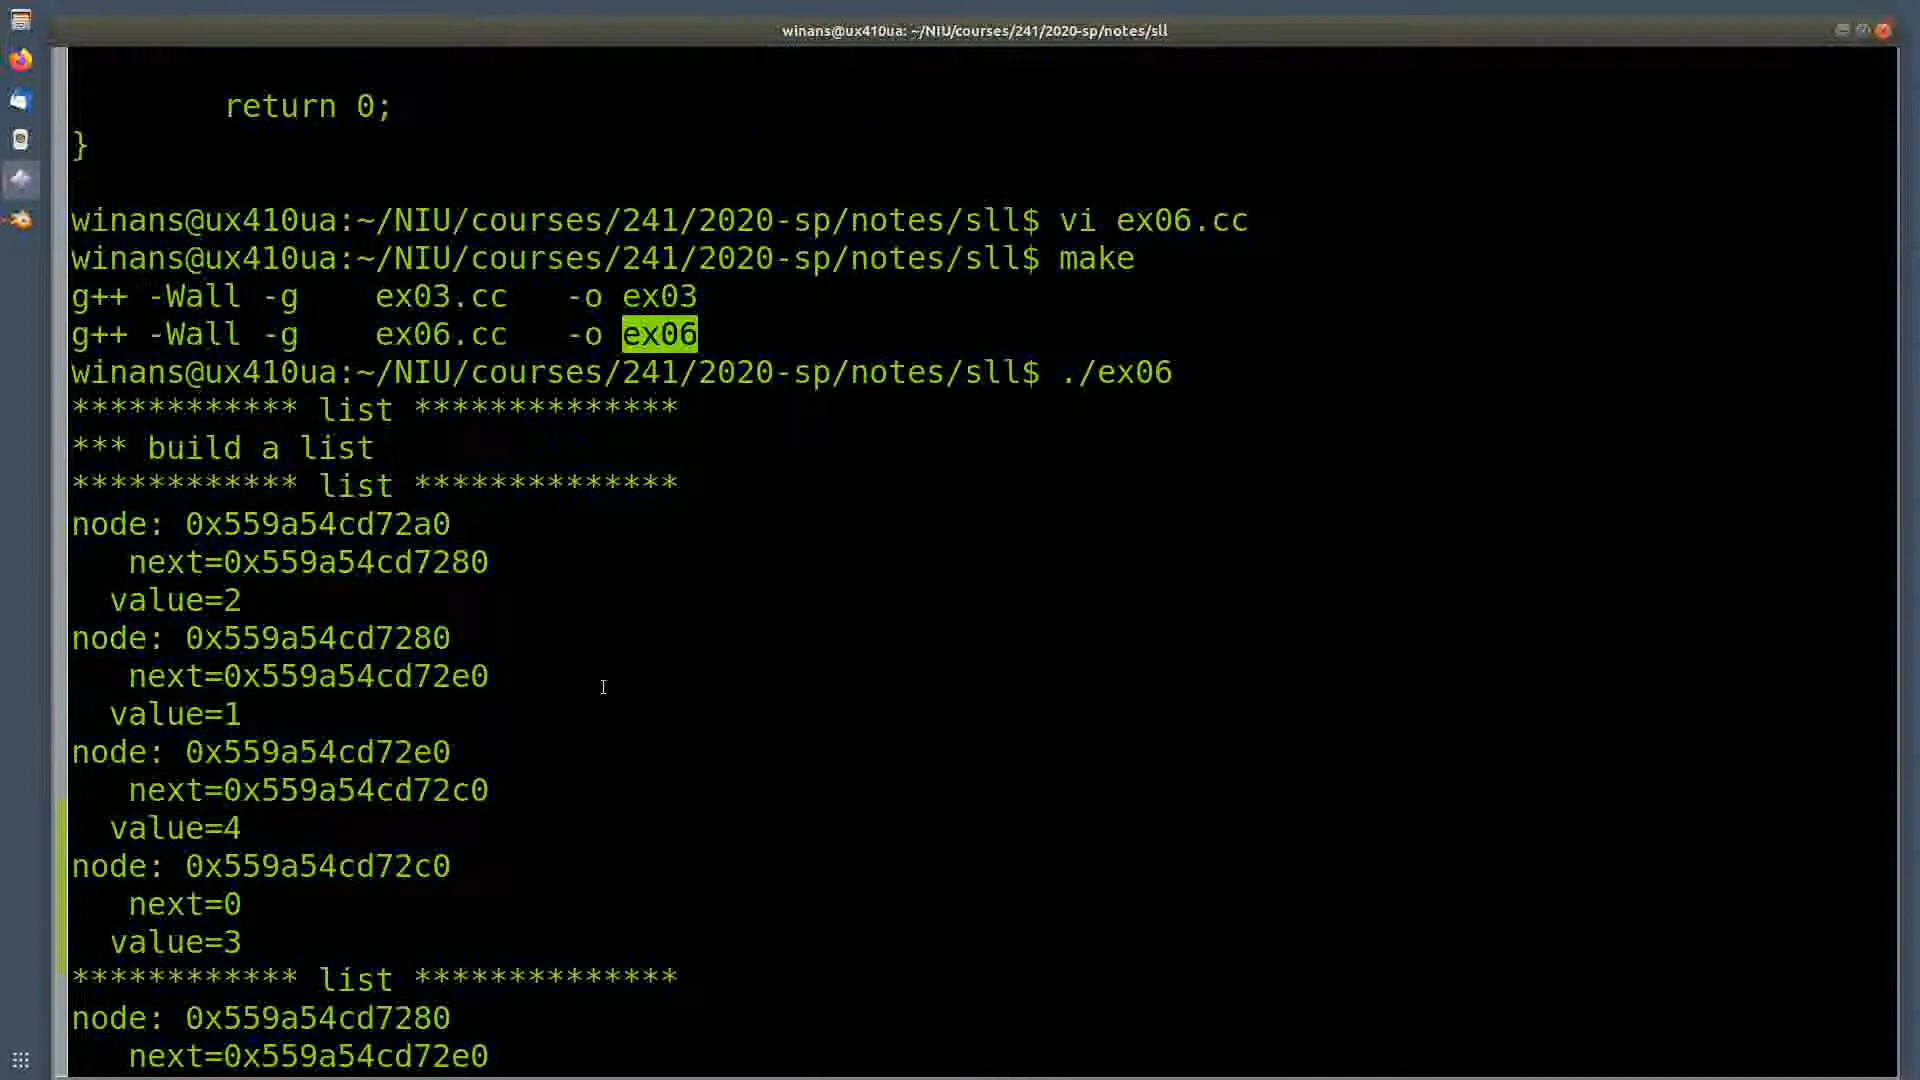 winans@ux410ua: ~/NIU/courses/241/2020-sp/notes/sll
return 0;
}
winans@ux410ua:~/NIU/courses/241/2020-sp/notes/sll$ vi ex06.cc
winans@ux410ua:~/NIU/courses/241/2020-sp/notes/sll$ make
g++ -Wall -g    ex03.cc   -o ex03
g++ -Wall -g    ex06.cc   -o ex06
winans@ux410ua:~/NIU/courses/241/2020-sp/notes/sll$ ./ex06
************ list **************
*** build a list
************ list **************
node: 0x559a54cd72a0
   next=0x559a54cd7280
  value=2
node: 0x559a54cd7280
   next=0x559a54cd72e0
  value=1
node: 0x559a54cd72e0
   next=0x559a54cd72c0
  value=4
node: 0x559a54cd72c0
   next=0
  value=3
************ list **************
node: 0x559a54cd7280
   next=0x559a54cd72e0